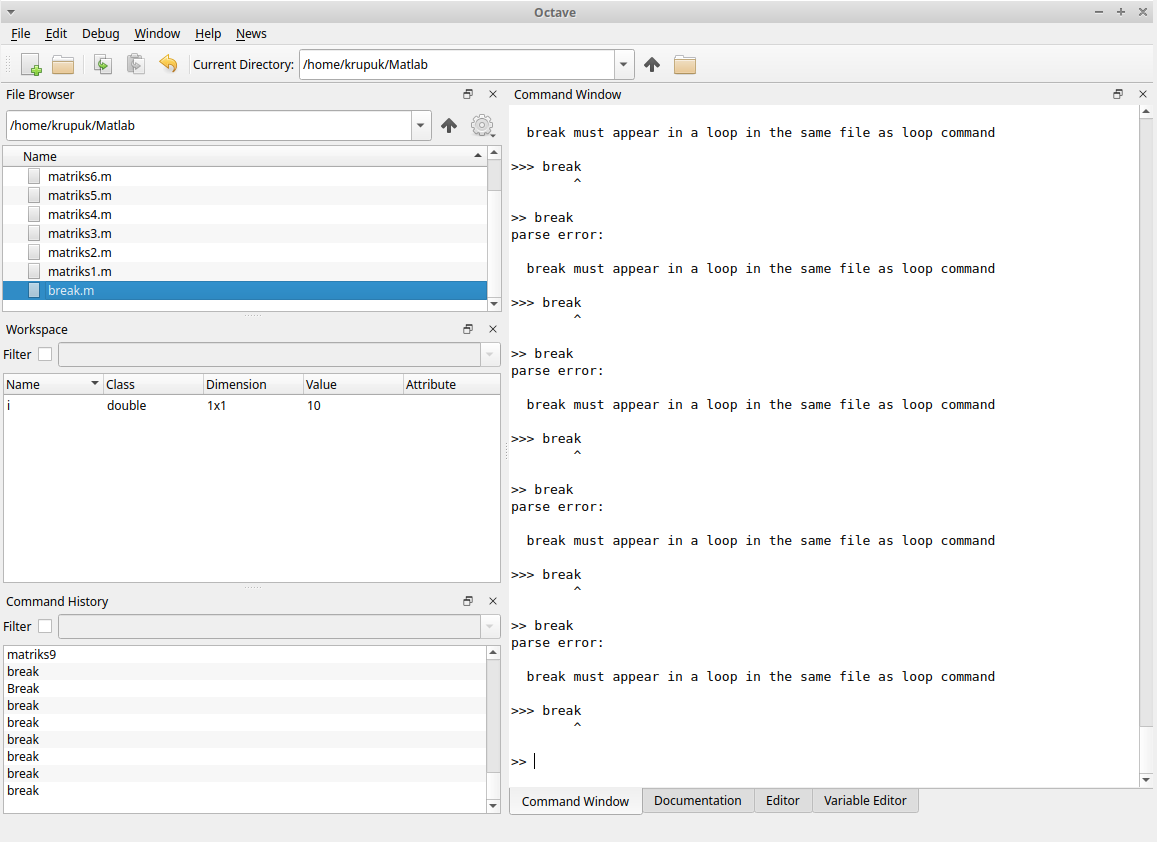 Octave
File Edit Debug Window Help News
Current Directory: /home/krupuk/Matlab
File Browser
/home/krupuk/Matlab
Name
matriks6.m
matriks5.m
matriks4.m
matriks3.m
matriks2.m
matriks1.m
break.m
Workspace
Filter
Name Class Dimension Value Attribute
i double 1x1 10
Command History
Filter
matriks9
break
Break
break
break
break
break
break
break
Command Window
break must appear in a loop in the same file as loop command
>>> break
^
>> break
parse error:
break must appear in a loop in the same file as loop command
>>> break
^
>> break
parse error:
break must appear in a loop in the same file as loop command
>>> break
^
>> break
parse error:
break must appear in a loop in the same file as loop command
>>> break
^
>> break
parse error:
break must appear in a loop in the same file as loop command
>>> break
^
>>
Command Window Documentation Editor Variable Editor